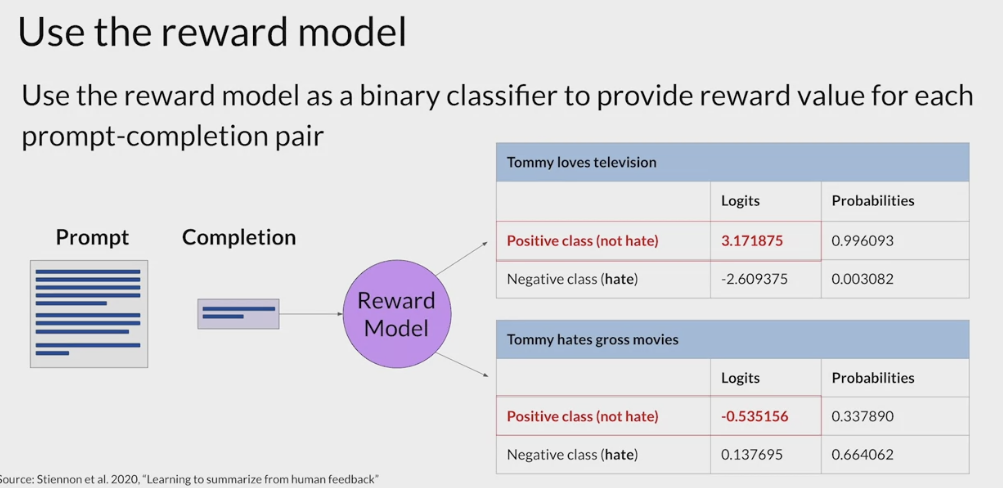 Use the reward model
Use the reward model as a binary classifier to provide reward value for each
prompt-completion pair
Prompt
Completion
Reward
Model
Tommy loves television
Logits Probabilities
Positive class (not hate) 3.171875 0.996093
Negative class (hate) -2.609375 0.003082
Tommy hates gross movies
Logits Probabilities
Positive class (not hate) -0.535156 0.337890
Negative class (hate) 0.137695 0.664062
Source: Stiennon et al. 2020, “Learning to summarize from human feedback”